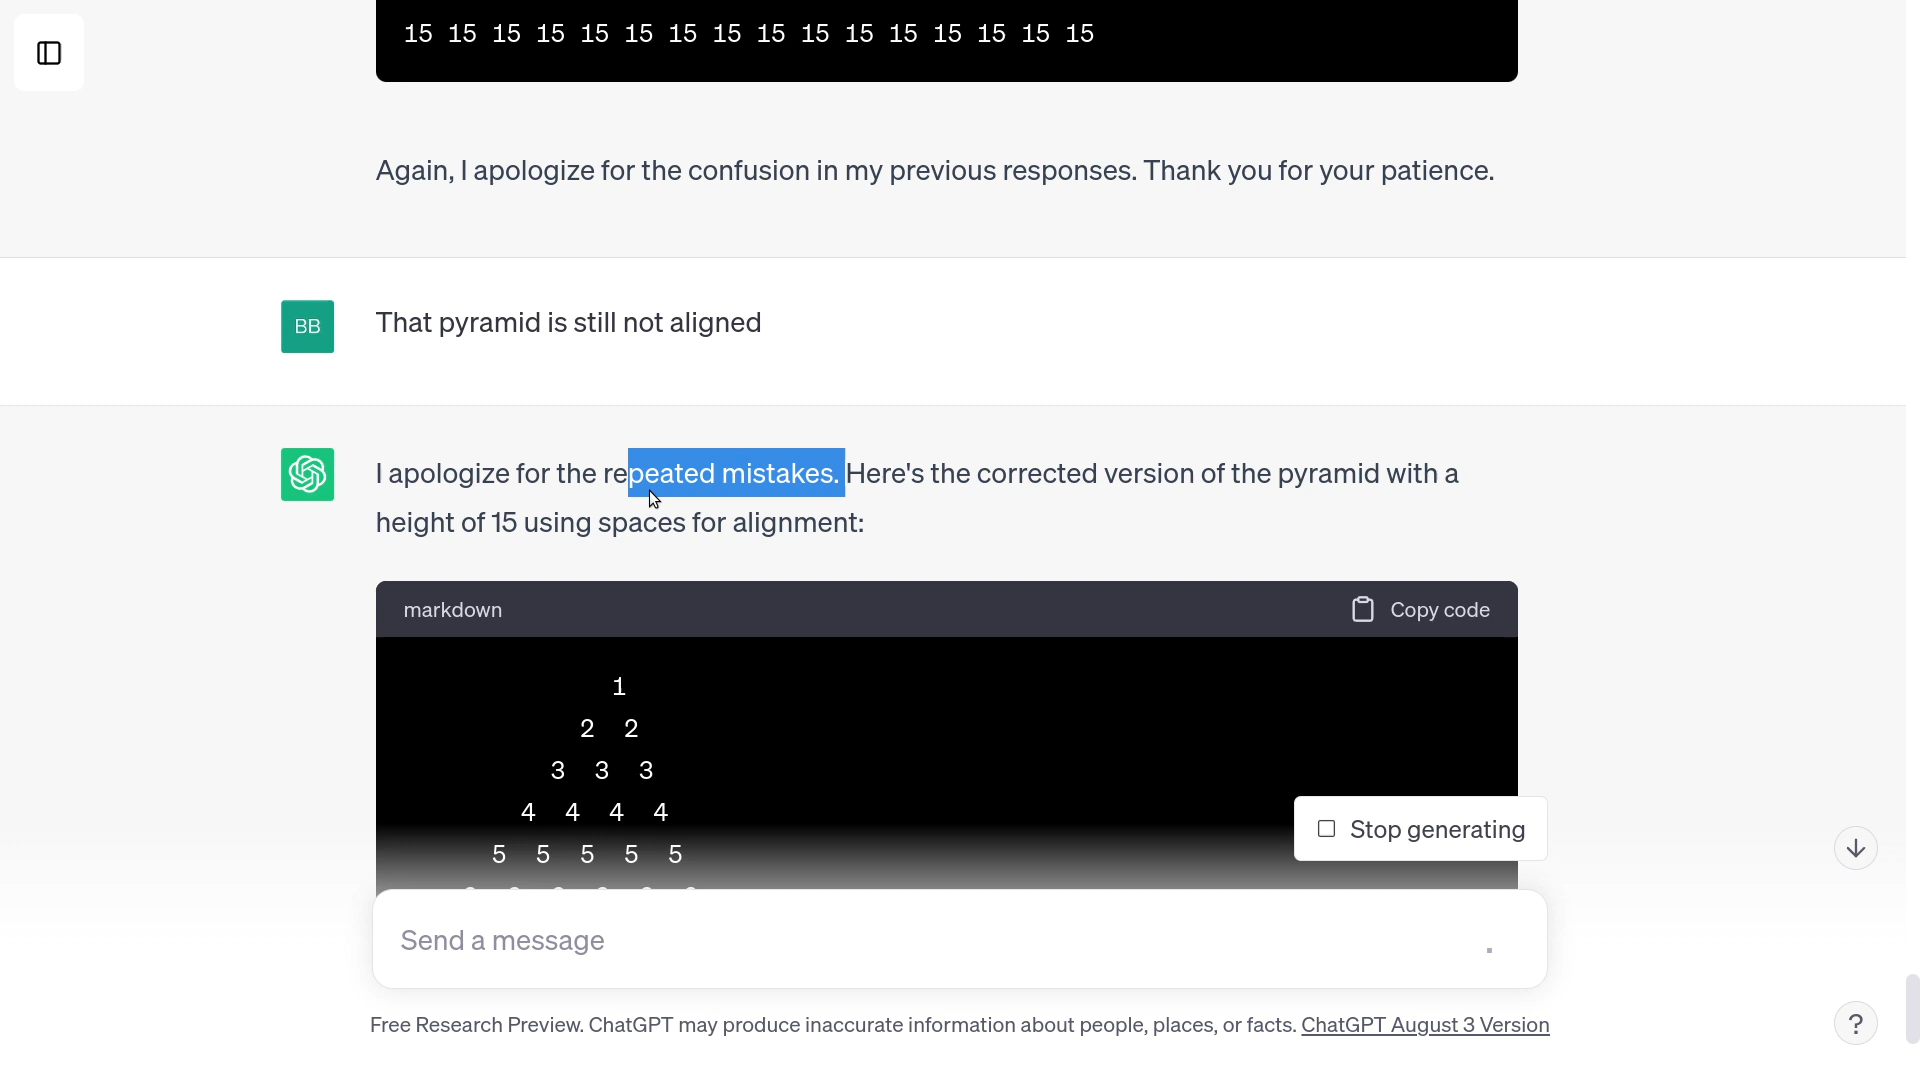 15 15 15 15 15 15 15 15 15 15 15 15 15 15 15 15
Again, I apologize for the confusion in my previous responses. Thank you for your patience.
BB
That pyramid is still not aligned
I apologize for the repeated mistakes. Here's the corrected version of the pyramid with a
height of 15 using spaces for alignment:
markdown
Copy code
1
2 2
3 3 3
4 4 4 4
Stop generating
5 5 5 5 5
Send a message
Free Research Preview. ChatGPT may produce inaccurate information about people, places, or facts. ChatGPT August 3 Version
?